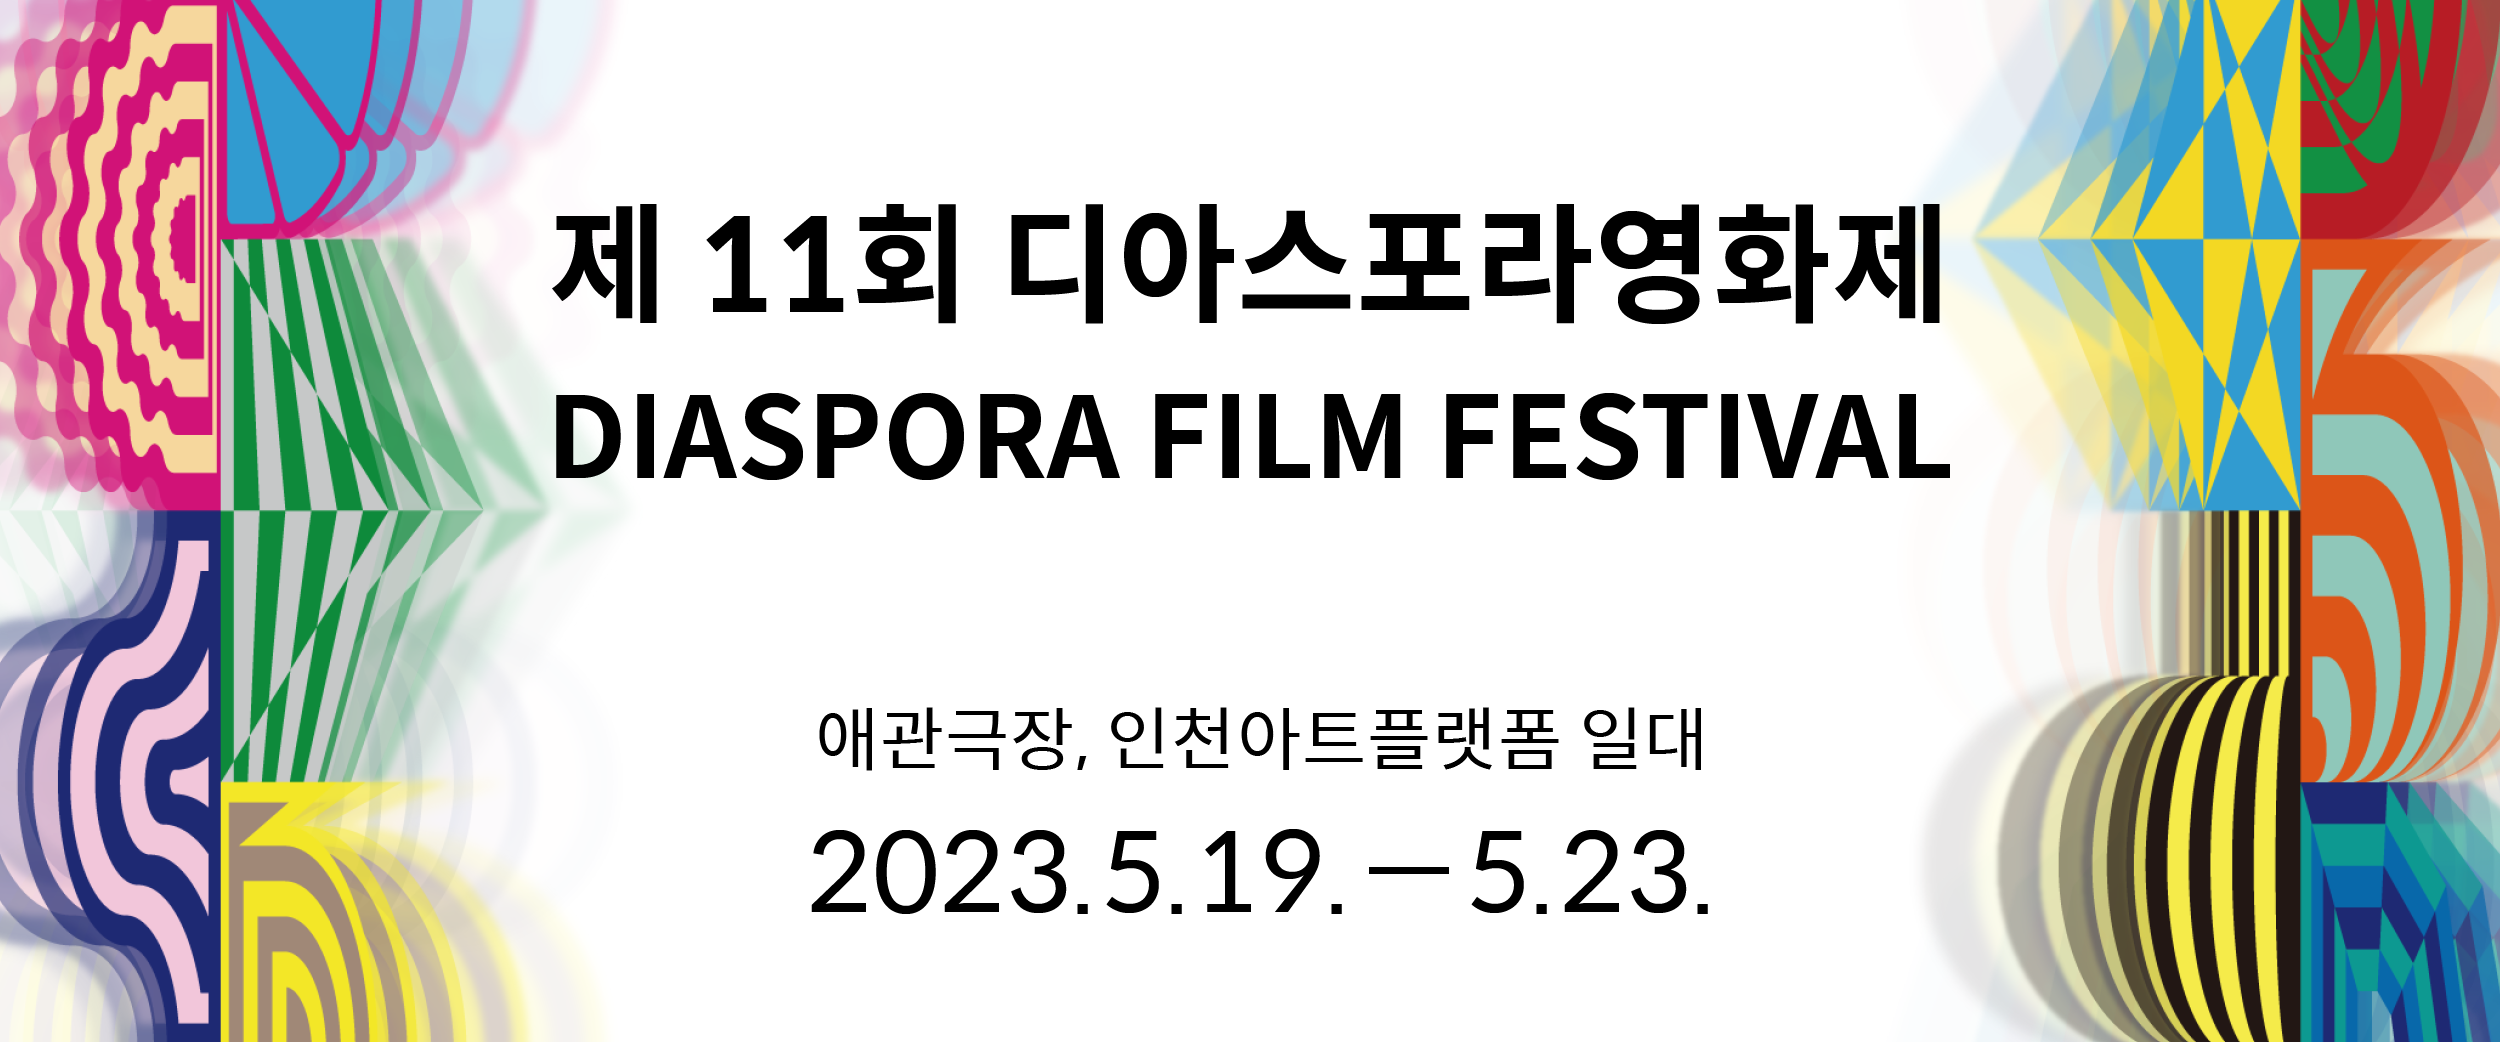 제 11회 디아스포라영화제
DIASPORA FILM FESTIVAL
애관극장, 인천아트플랫폼 일대
2023.5.19. — 5.23.